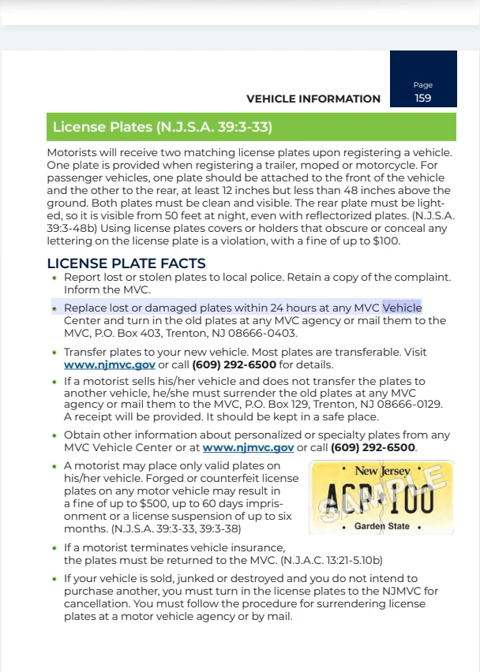 Page
159
VEHICLE INFORMATION
License Plates (N.J.S.A. 39:3-33)
Motorists will receive two matching license plates upon registering a vehicle.
One plate is provided when registering a trailer, moped or motorcycle. For
passenger vehicles, one plate should be attached to the front of the vehicle
and the other to the rear, at least 12 inches but less than 48 inches above the
ground. Both plates must be clean and visible. The rear plate must be light-
ed, so it is visible from 50 feet at night, even with reflectorized plates. (N.J.S.A.
39:3-48b) Using license plates covers or holders that obscure or conceal any
lettering on the license plate is a violation, with a fine of up to $100.
LICENSE PLATE FACTS
• Report lost or stolen plates to local police. Retain a copy of the complaint.
Inform the MVC.
• Replace lost or damaged plates within 24 hours at any MVC Vehicle
Center and turn in the old plates at any MVC agency or mail them to the
MVC, P.O. Box 403, Trenton, NJ 08666-0403.
• Transfer plates to your new vehicle. Most plates are transferable. Visit
www.njmvc.gov or call (609) 292-6500 for details.
• If a motorist sells his/her vehicle and does not transfer the plates to
another vehicle, he/she must surrender the old plates at any MVC
agency or mail them to the MVC, P.O. Box 129, Trenton, NJ 08666-0129.
A receipt will be provided. It should be kept in a safe place.
• Obtain other information about personalized or specialty plates from any
MVC Vehicle Center or at www.njmvc.gov or call (609) 292-6500.
• A motorist may place only valid plates on
his/her vehicle. Forged or counterfeit license
plates on any motor vehicle may result in
a fine of up to $500, up to 60 days impris-
onment or a license suspension of up to six
months. (N.J.S.A. 39:3-33, 39:3-38)
New Jersey
SAMPLE
ACP 100
Garden State
• If a motorist terminates vehicle insurance,
the plates must be returned to the MVC. (N.J.A.C. 13:21-5.10b)
• If your vehicle is sold, junked or destroyed and you do not intend to
purchase another, you must turn in the license plates to the NJMVC for
cancellation. You must follow the procedure for surrendering license
plates at a motor vehicle agency or by mail.